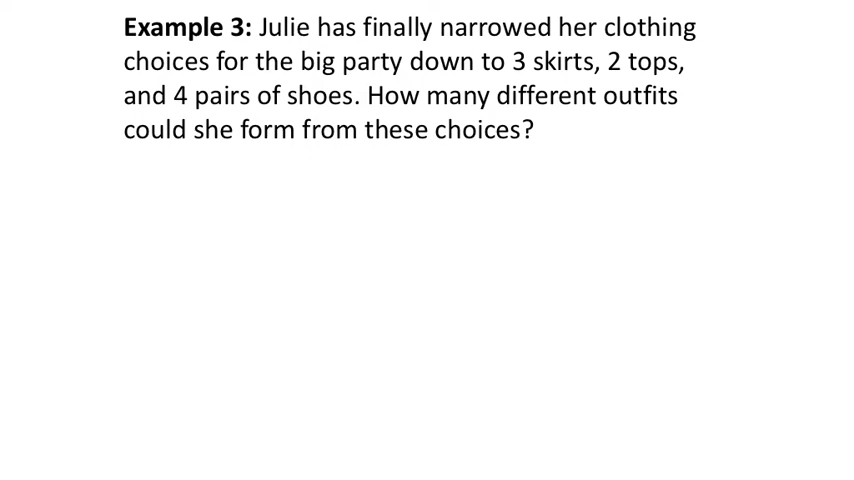 Example 3: Julie has finally narrowed her clothing
choices for the big party down to 3 skirts, 2 tops,
and 4 pairs of shoes. How many different outfits
could she form from these choices?